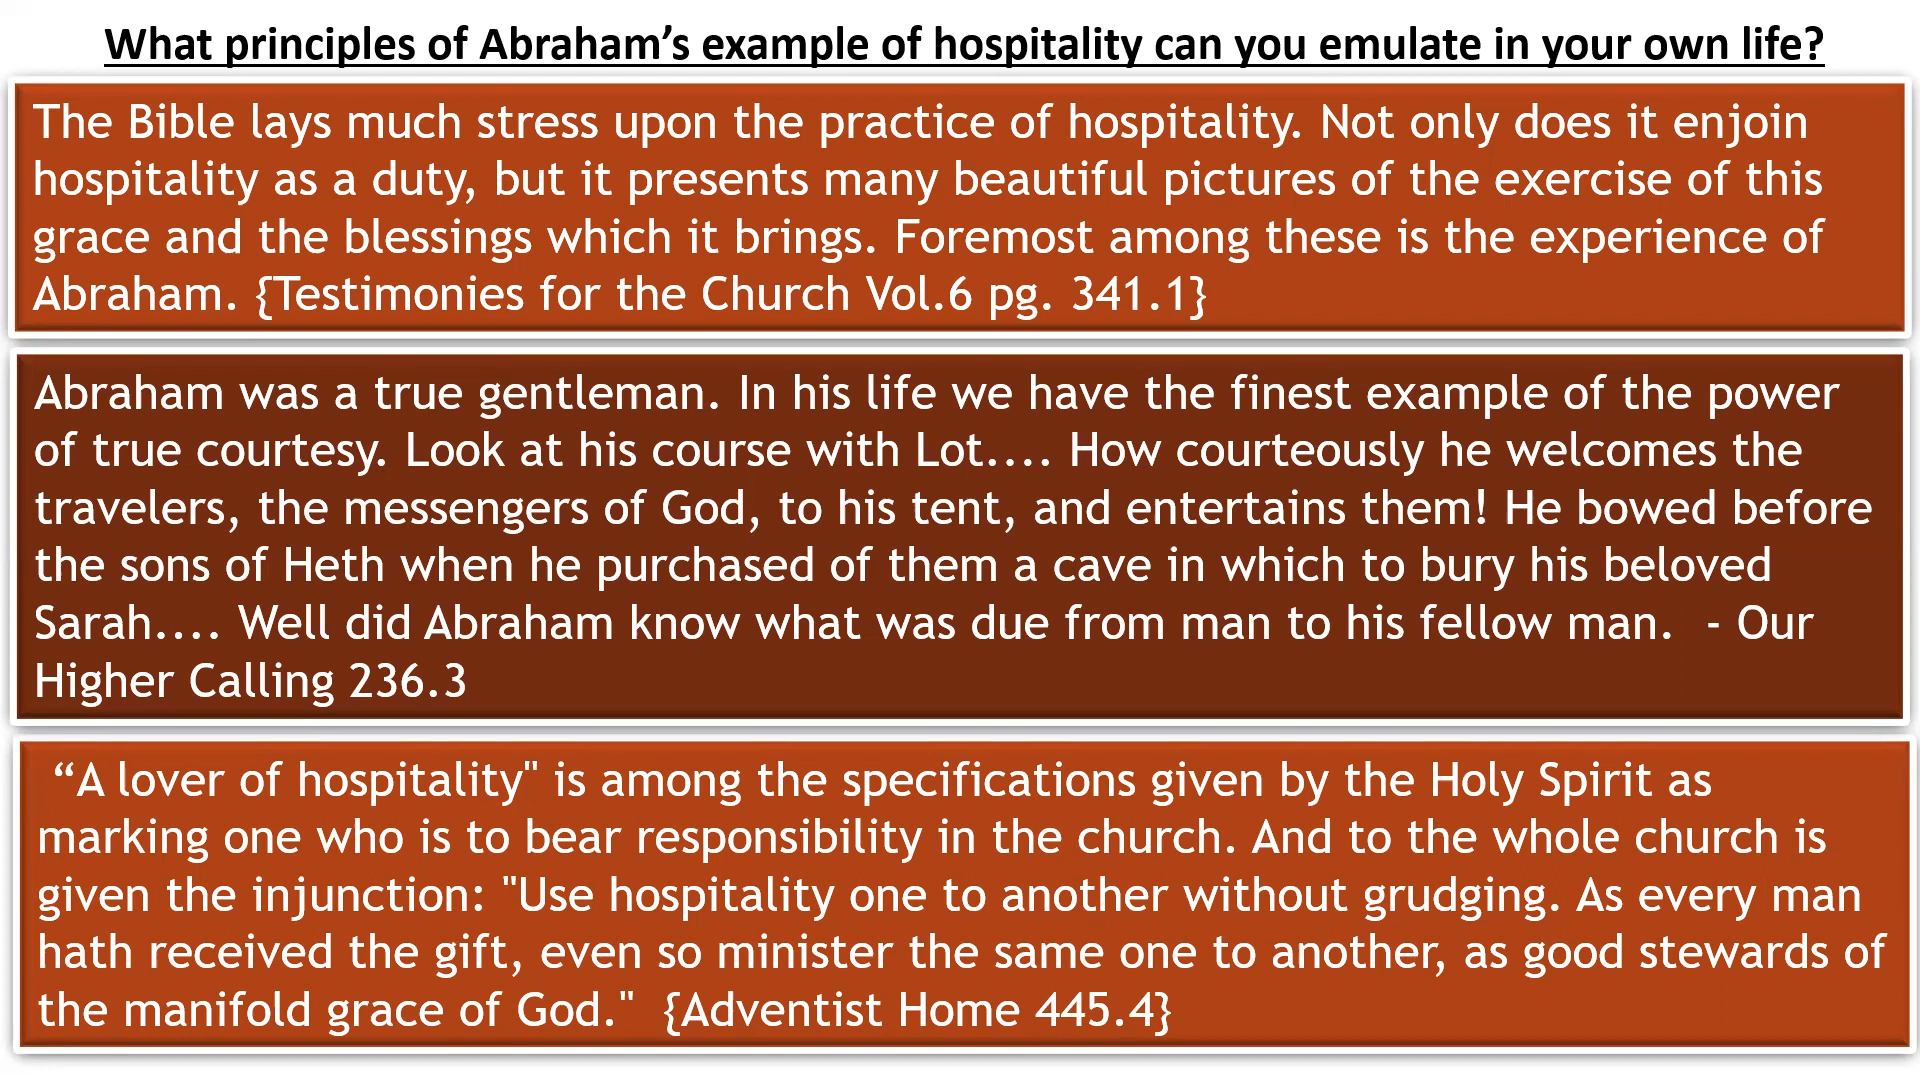 What principles of Abraham’s example of hospitality can you emulate in your own life?
The Bible lays much stress upon the practice of hospitality. Not only does it enjoin
hospitality as a duty, but it presents many beautiful pictures of the exercise of this
grace and the blessings which it brings. Foremost among these is the experience of
Abraham. {Testimonies for the Church Vol.6 pg. 341.1}
Abraham was a true gentleman. In his life we have the finest example of the power
of true courtesy. Look at his course with Lot.... How courteously he welcomes the
travelers, the messengers of God, to his tent, and entertains them! He bowed before
the sons of Heth when he purchased of them a cave in which to bury his beloved
Sarah.... Well did Abraham know what was due from man to his fellow man.  - Our
Higher Calling 236.3
“A lover of hospitality" is among the specifications given by the Holy Spirit as
marking one who is to bear responsibility in the church. And to the whole church is
given the injunction: "Use hospitality one to another without grudging. As every man
hath received the gift, even so minister the same one to another, as good stewards of
the manifold grace of God."  {Adventist Home 445.4}